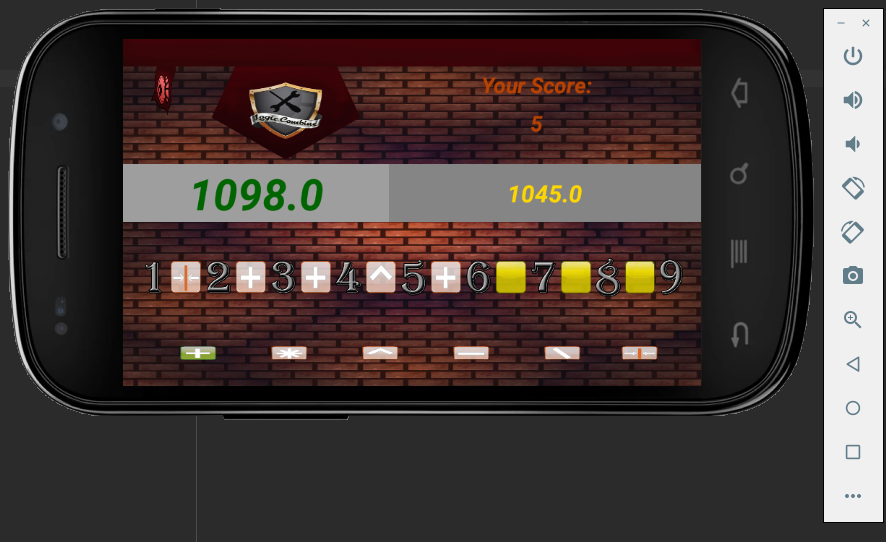 Your Score:
Logic Combine
5
1098.0
1045.0
1 2 + 3 + 4 ^ 5 + 6 7 8 9